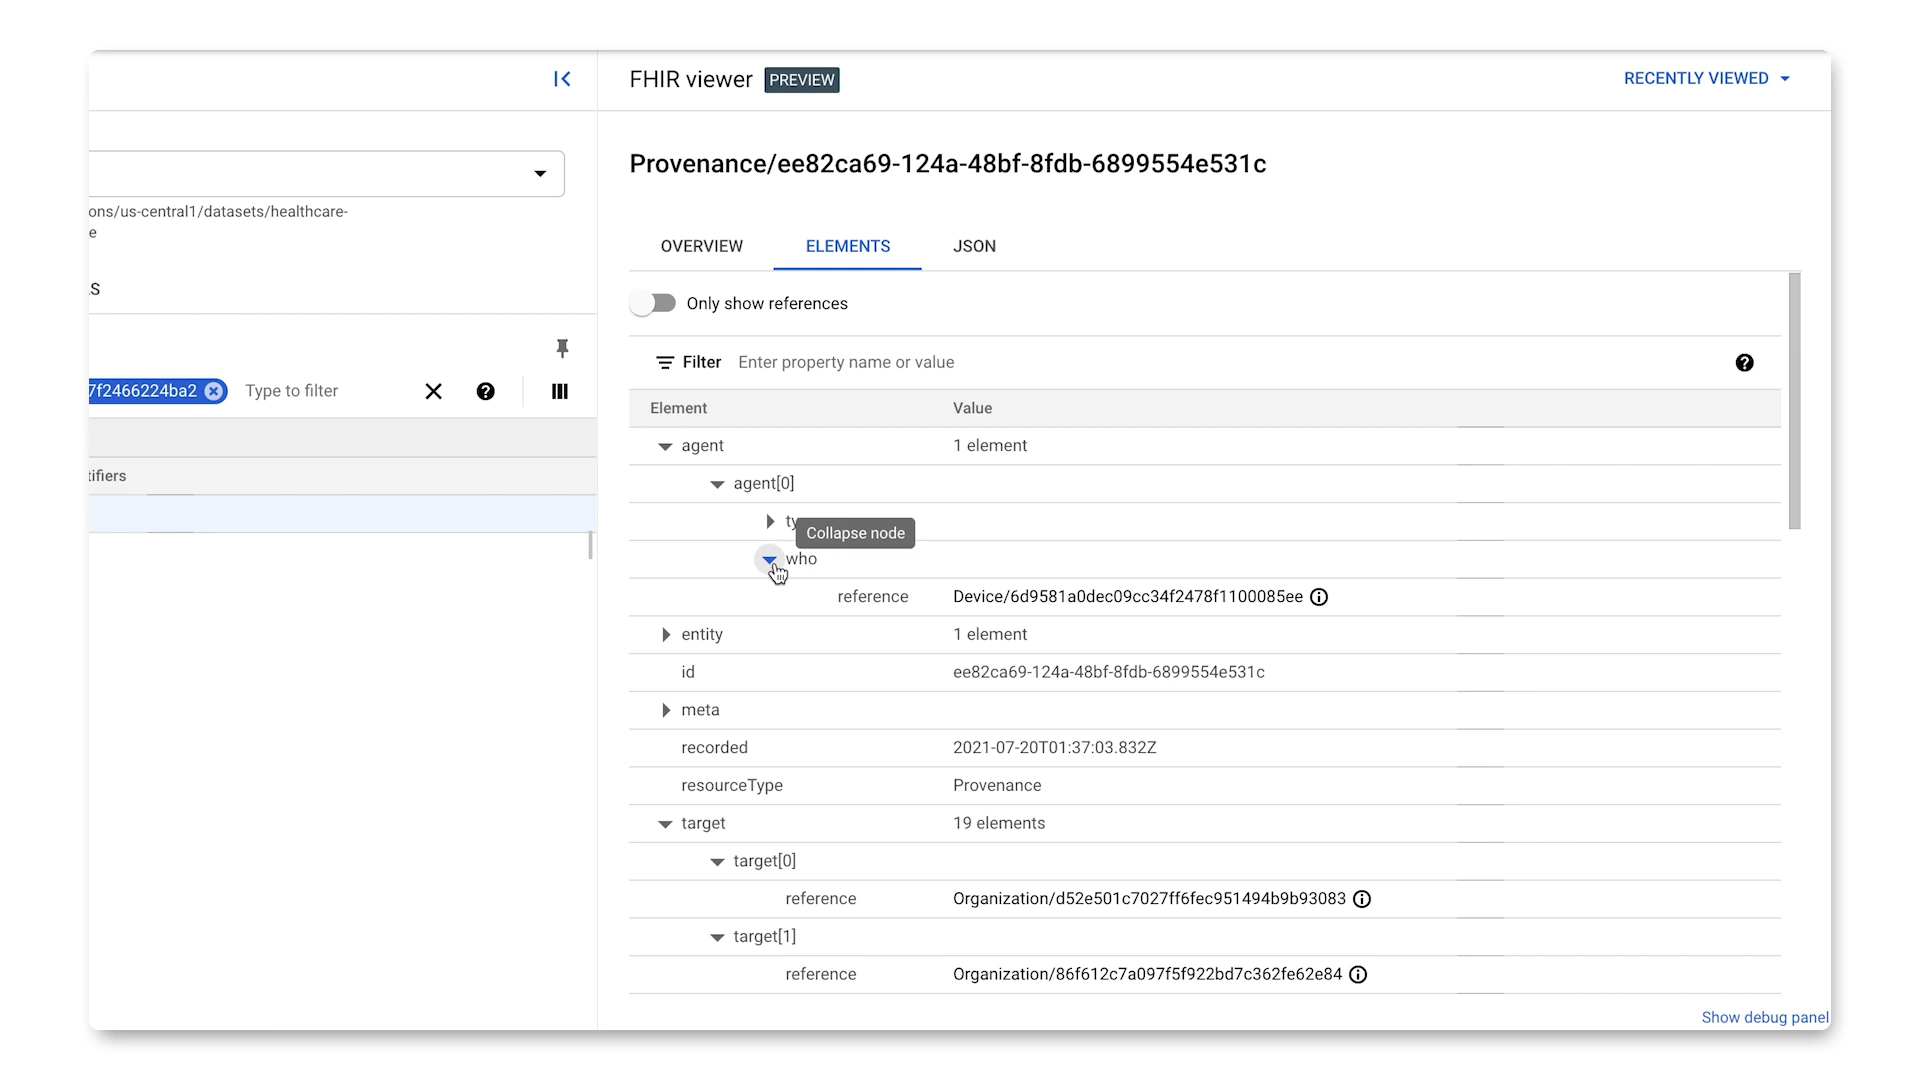 FHIR viewer PREVIEW
RECENTLY VIEWED
Provenance/ee82ca69-124a-48bf-8fdb-6899554e531c
ons/us-central1/datasets/healthcare-
e
OVERVIEW ELEMENTS JSON
S
Only show references
Filter Enter property name or value
7f2466224ba2 Type to filter
Element Value
tifiers
agent 1 element
agent[0]
ty
Collapse node
who
reference Device/6d9581a0dec09cc34f2478f1100085ee
entity 1 element
id ee82ca69-124a-48bf-8fdb-6899554e531c
meta
recorded 2021-07-20T01:37:03.832Z
resourceType Provenance
target 19 elements
target[0]
reference Organization/d52e501c7027ff6fec951494b9b93083
target[1]
reference Organization/86f612c7a097f5f922bd7c362fe62e84
Show debug panel